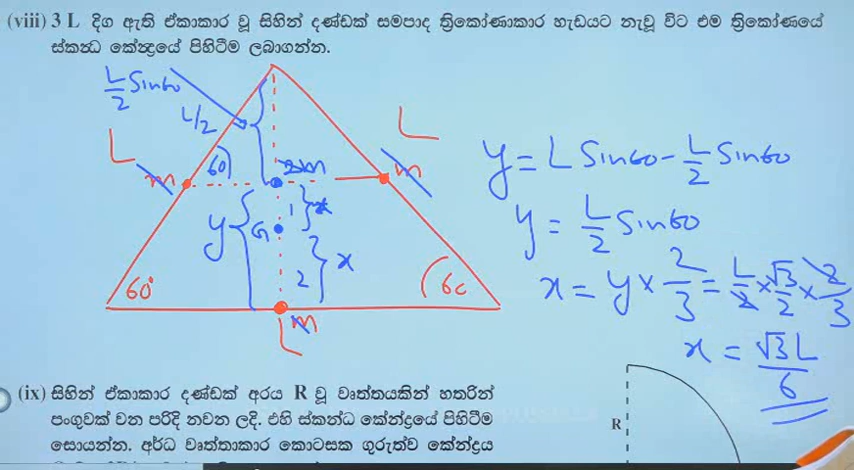 (viii) 3 L දිග ඇති ඒකාකාර වූ සිහින් දණ්ඩක් සමපාද ත්‍රිකෝණාකාර හැඩයට නැවූ විට එම ත්‍රිකෝණයේ
ස්කන්ධ කේන්ද්‍රයේ පිහිටීම ලබාගන්න.
L/2 Sin60
L/2
L
L
60
m
2m
m
y = L Sin60 - L/2 Sin60
y
G
1
x
2
x
y = L/2 Sin60
60°
60
x = y × 2/3 = L/2 × √3/2 × 2/3
m
L
x = √3 L/6
(ix) සිහින් ඒකාකාර දණ්ඩක් අරය R වූ වෘත්තයකින් හතරින්
පංගුවක් වන පරිදි නවන ලදි. එහි ස්කන්ධ කේන්ද්‍රයේ පිහිටීම
සොයන්න. අර්ධ වෘත්තාකාර කොටසක ගුරුත්ව කේන්ද්‍රය
R